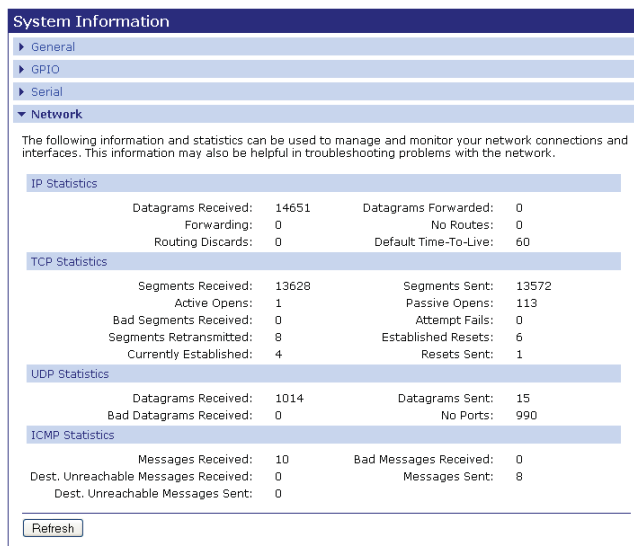 System Information
General
GPIO
Serial
Network
The following information and statistics can be used to manage and monitor your network connections and
interfaces. This information may also be helpful in troubleshooting problems with the network.
IP Statistics
Datagrams Received: 14651 Datagrams Forwarded: 0
Forwarding: 0 No Routes: 0
Routing Discards: 0 Default Time-To-Live: 60
TCP Statistics
Segments Received: 13628 Segments Sent: 13572
Active Opens: 1 Passive Opens: 113
Bad Segments Received: 0 Attempt Fails: 0
Segments Retransmitted: 8 Established Resets: 6
Currently Established: 4 Resets Sent: 1
UDP Statistics
Datagrams Received: 1014 Datagrams Sent: 15
Bad Datagrams Received: 0 No Ports: 990
ICMP Statistics
Messages Received: 10 Bad Messages Received: 0
Dest. Unreachable Messages Received: 0 Messages Sent: 8
Dest. Unreachable Messages Sent: 0
Refresh